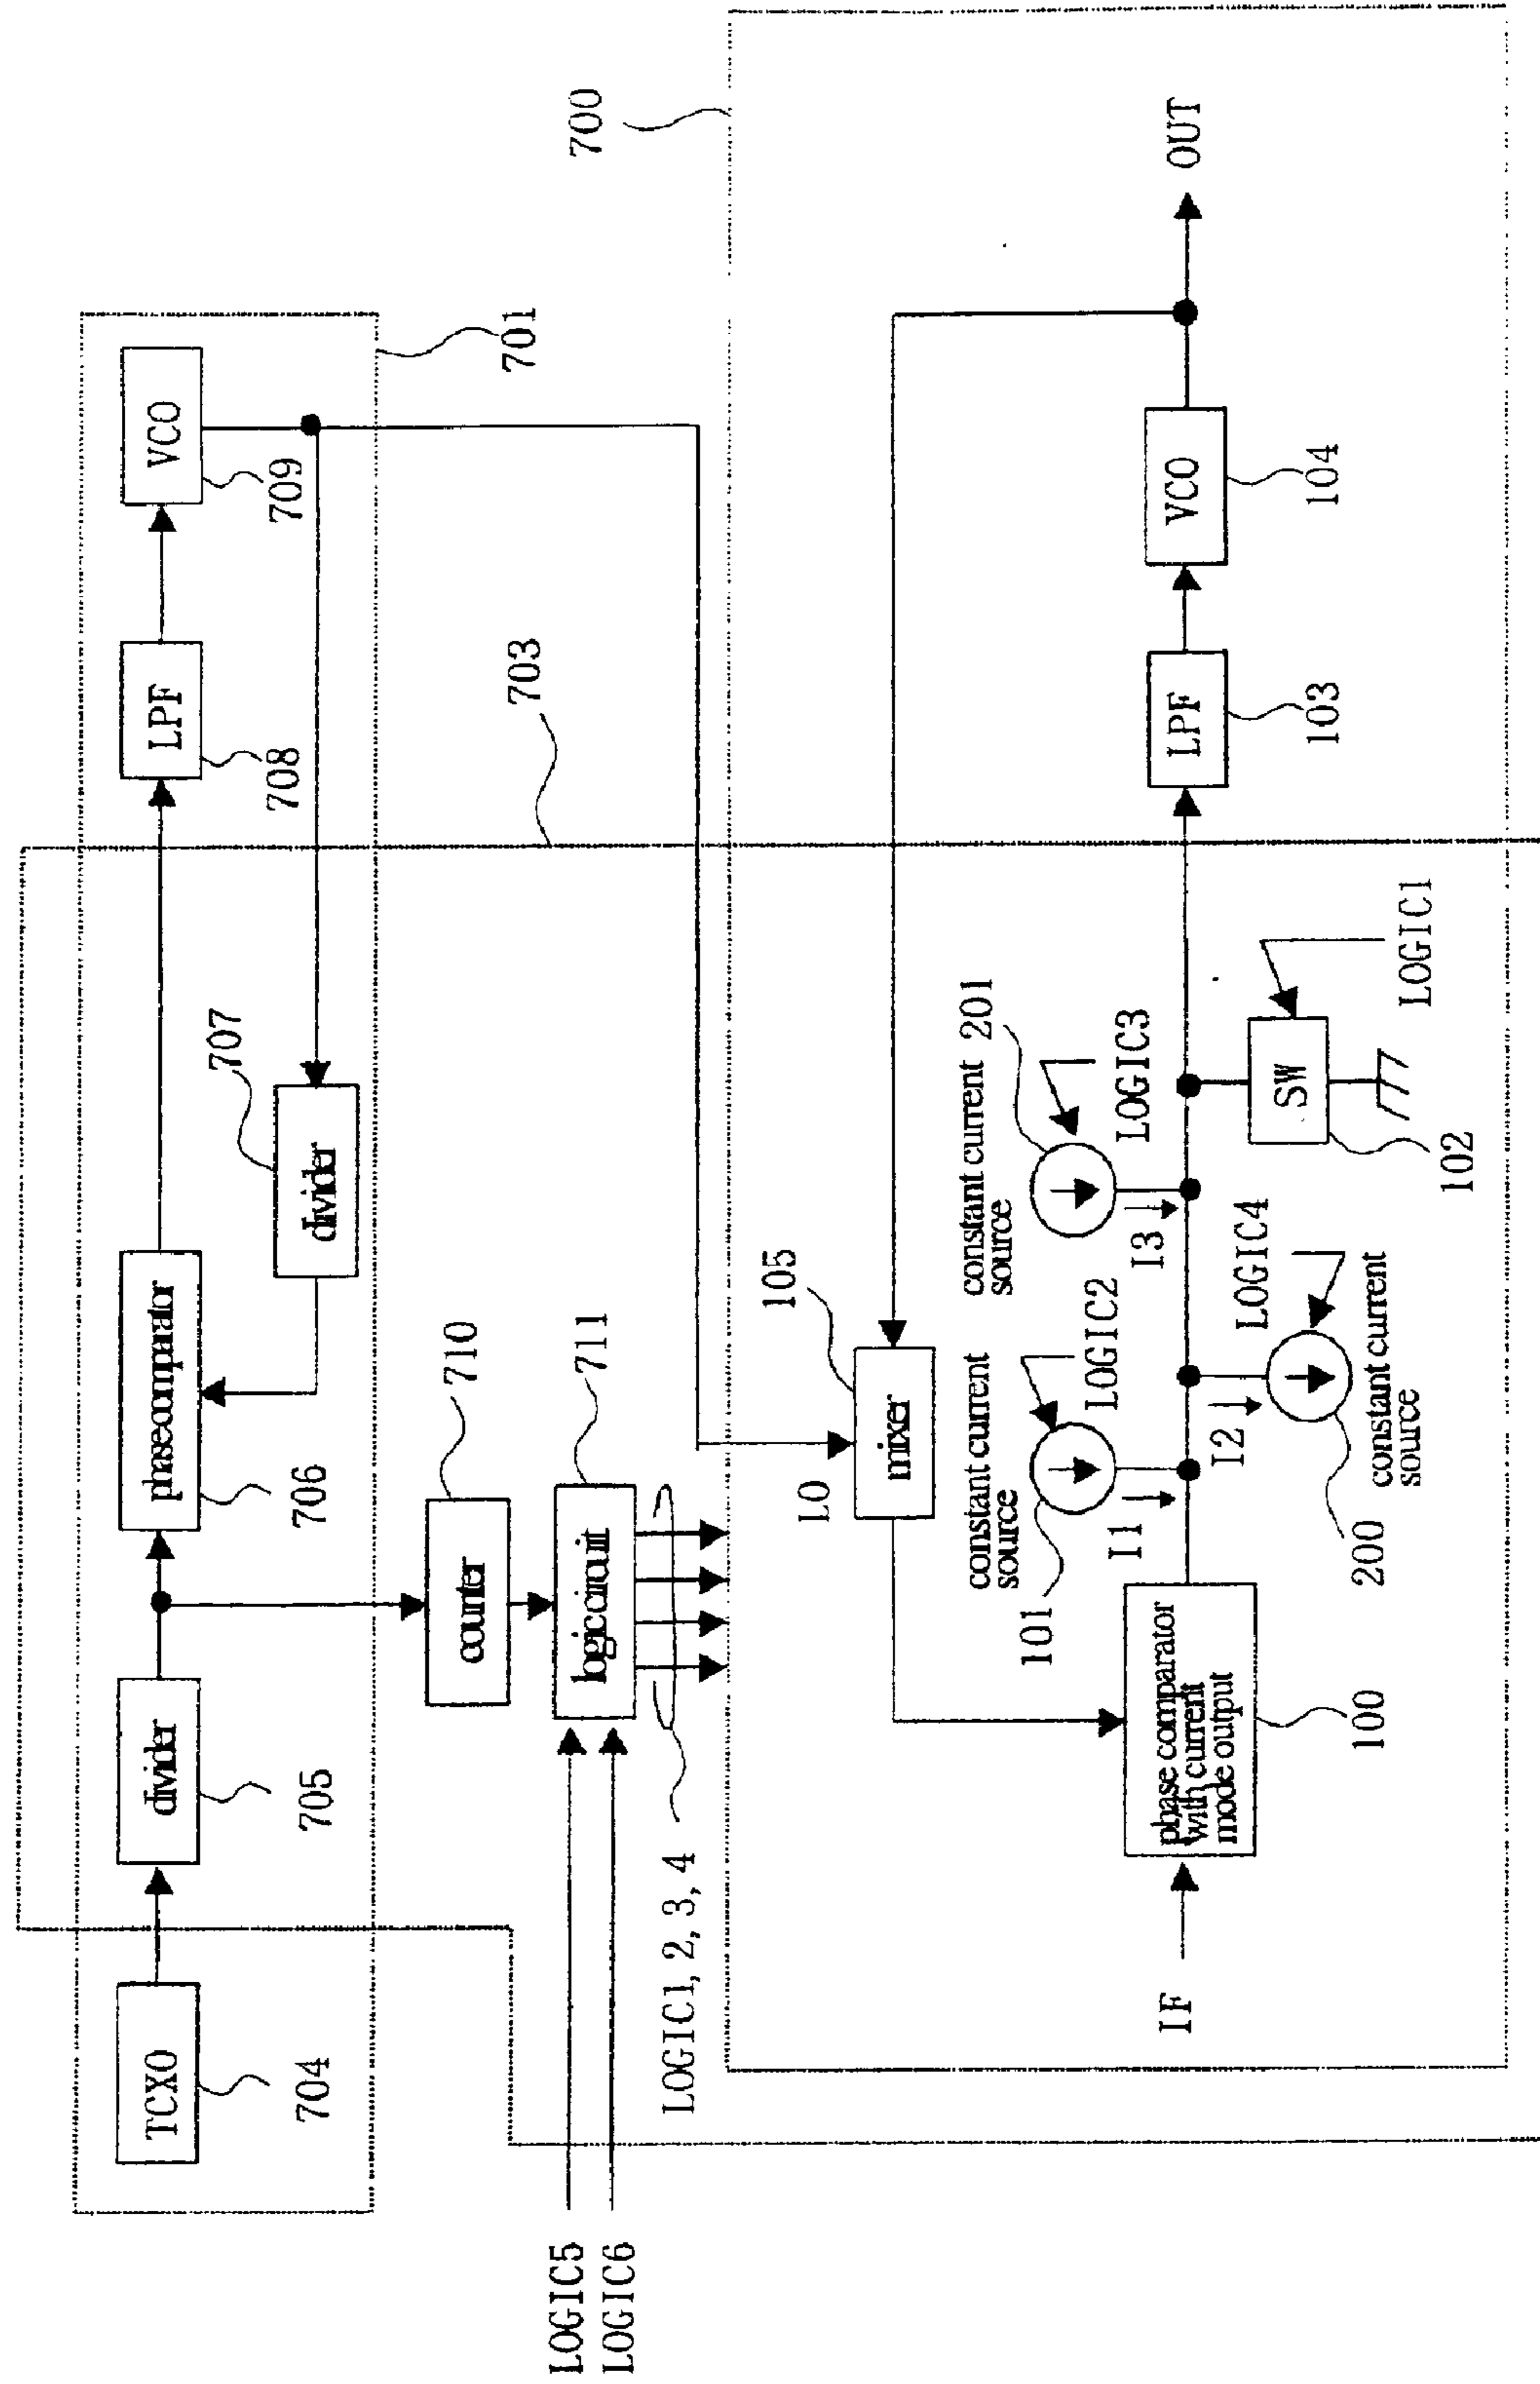 TCXO
704
divider
705
phase comparator
706
divider
707
LPF
708
VCO
709
701
703
counter
710
logic circuit
711
LOGIC5
LOGIC6
LOGIC1, 2, 3, 4
700
LO
mixer
105
IF
phase comparator
with current
mode output
100
constant current
source
101
LOGIC2
I1
constant current
source
201
LOGIC3
I3
I2
LOGIC4
200
constant current
source
SW
102
LOGIC1
LPF
103
VCO
104
OUT